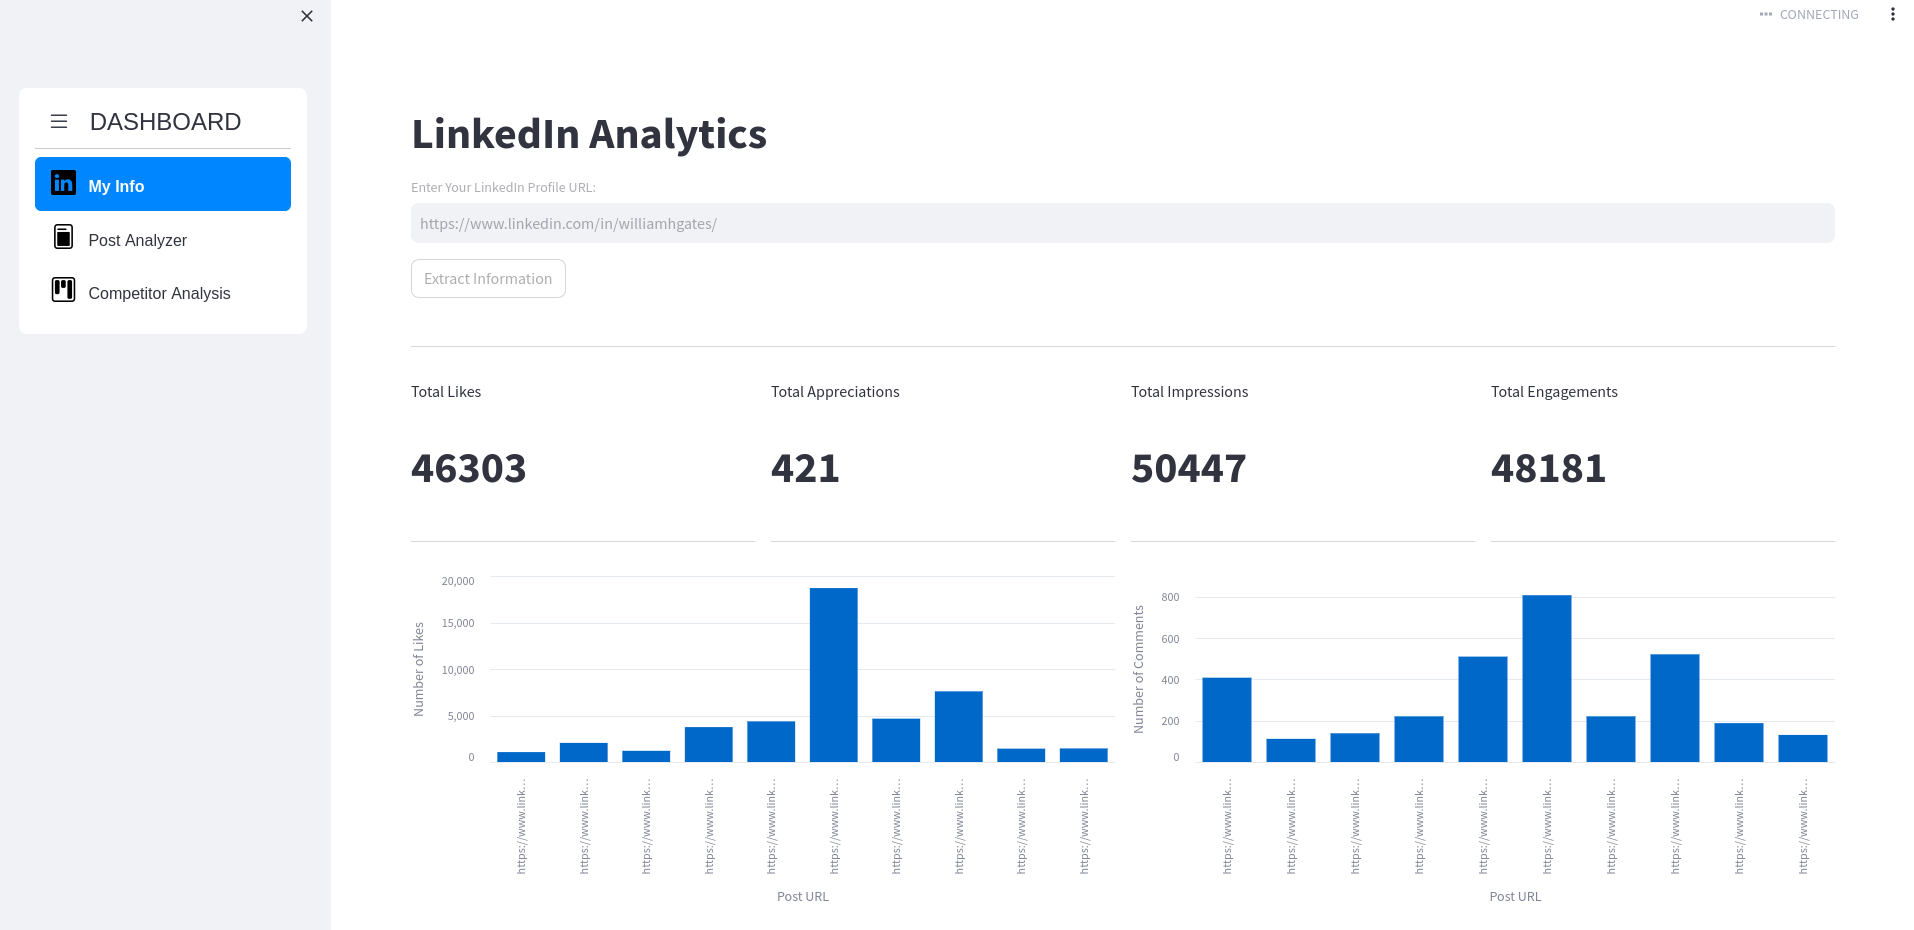 CONNECTING
DASHBOARD
in My Info
Post Analyzer
Competitor Analysis
LinkedIn Analytics
Enter Your LinkedIn Profile URL:
https://www.linkedin.com/in/williamhgates/
Extract Information
Total Likes
46303
Total Appreciations
421
Total Impressions
50447
Total Engagements
48181
Number of Likes
20,000
15,000
10,000
5,000
0
https://www.link…
https://www.link…
https://www.link…
https://www.link…
https://www.link…
https://www.link…
https://www.link…
https://www.link…
https://www.link…
https://www.link…
Post URL
Number of Comments
800
600
400
200
0
https://www.link…
https://www.link…
https://www.link…
https://www.link…
https://www.link…
https://www.link…
https://www.link…
https://www.link…
https://www.link…
https://www.link…
Post URL